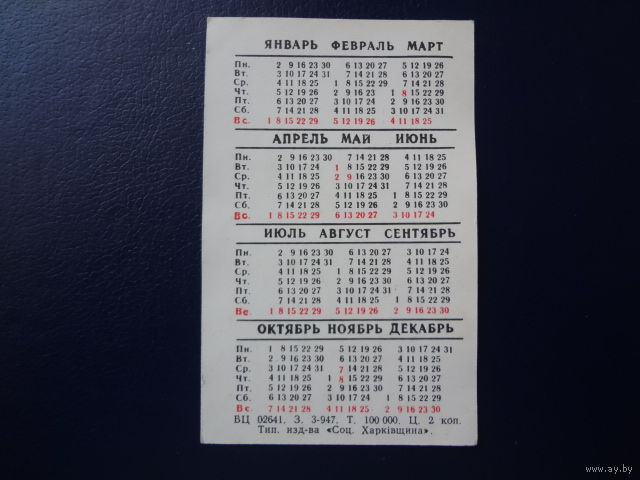 ЯНВАРЬ ФЕВРАЛЬ МАРТ
Пн. 2 9 16 23 30 6 13 20 27 5 12 19 26
Вт. 3 10 17 24 31 7 14 21 28 6 13 20 27
Ср. 4 11 18 25 1 8 15 22 29 7 14 21 28
Чт. 5 12 19 26 2 9 16 23 1 8 15 22 29
Пт. 6 13 20 27 3 10 17 24 2 9 16 23 30
Сб. 7 14 21 28 4 11 18 25 3 10 17 24 31
Вс. 1 8 15 22 29 5 12 19 26 4 11 18 25
АПРЕЛЬ МАЙ ИЮНЬ
Пн. 2 9 16 23 30 7 14 21 28 4 11 18 25
Вт. 3 10 17 24 1 8 15 22 29 5 12 19 26
Ср. 4 11 18 25 2 9 16 23 30 6 13 20 27
Чт. 5 12 19 26 3 10 17 24 31 7 14 21 28
Пт. 6 13 20 27 4 11 18 25 1 8 15 22 29
Сб. 7 14 21 28 5 12 19 26 2 9 16 23 30
Вс. 1 8 15 22 29 6 13 20 27 3 10 17 24
ИЮЛЬ АВГУСТ СЕНТЯБРЬ
Пн. 2 9 16 23 30 6 13 20 27 3 10 17 24
Вт. 3 10 17 24 31 7 14 21 28 4 11 18 25
Ср. 4 11 18 25 1 8 15 22 29 5 12 19 26
Чт. 5 12 19 26 2 9 16 23 30 6 13 20 27
Пт. 6 13 20 27 3 10 17 24 31 7 14 21 28
Сб. 7 14 21 28 4 11 18 25 1 8 15 22 29
Вс. 1 8 15 22 29 5 12 19 26 2 9 16 23 30
ОКТЯБРЬ НОЯБРЬ ДЕКАБРЬ
Пн. 1 8 15 22 29 5 12 19 26 3 10 17 24 31
Вт. 2 9 16 23 30 6 13 20 27 4 11 18 25
Ср. 3 10 17 24 31 7 14 21 28 5 12 19 26
Чт. 4 11 18 25 1 8 15 22 29 6 13 20 27
Пт. 5 12 19 26 2 9 16 23 30 7 14 21 28
Сб. 6 13 20 27 3 10 17 24 1 8 15 22 29
Вс. 7 14 21 28 4 11 18 25 2 9 16 23 30
ВЦ 02641. З. 3-947. Т. 100 000. Ц. 2 коп.
Тип. изд-ва «Соц. Харківщина».
ay.by